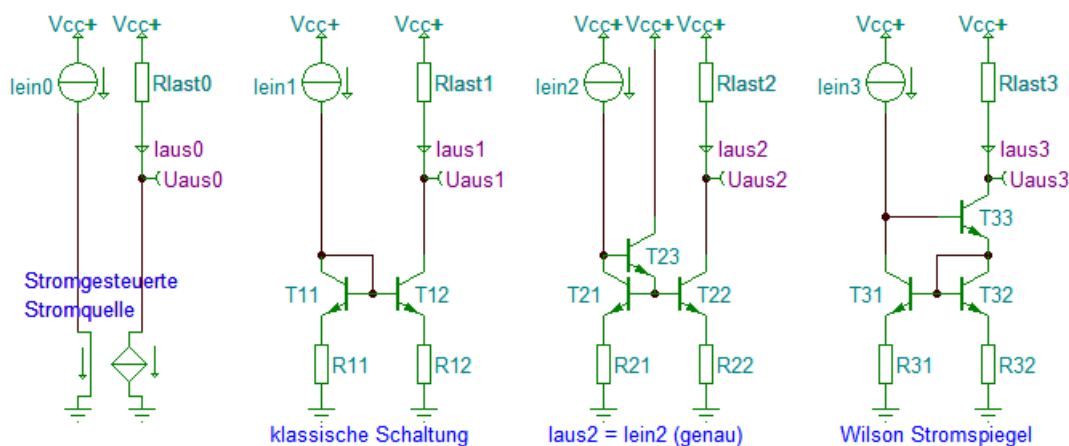 Vcc+ Vcc+ Vcc+ Vcc+ Vcc+ Vcc+ Vcc+ Vcc+ Vcc+
Iein0 Rlast0 Iein1 Rlast1 Iein2 Rlast2 Iein3 Rlast3
Iaus0 Iaus1 Iaus2 Iaus3
Uaus0 Uaus1 Uaus2 Uaus3
T33
T23
Stromgesteuerte
Stromquelle
T11 T12 T21 T22 T31 T32
R11 R12 R21 R22 R31 R32
klassische Schaltung
Iaus2 = Iein2 (genau)
Wilson Stromspiegel